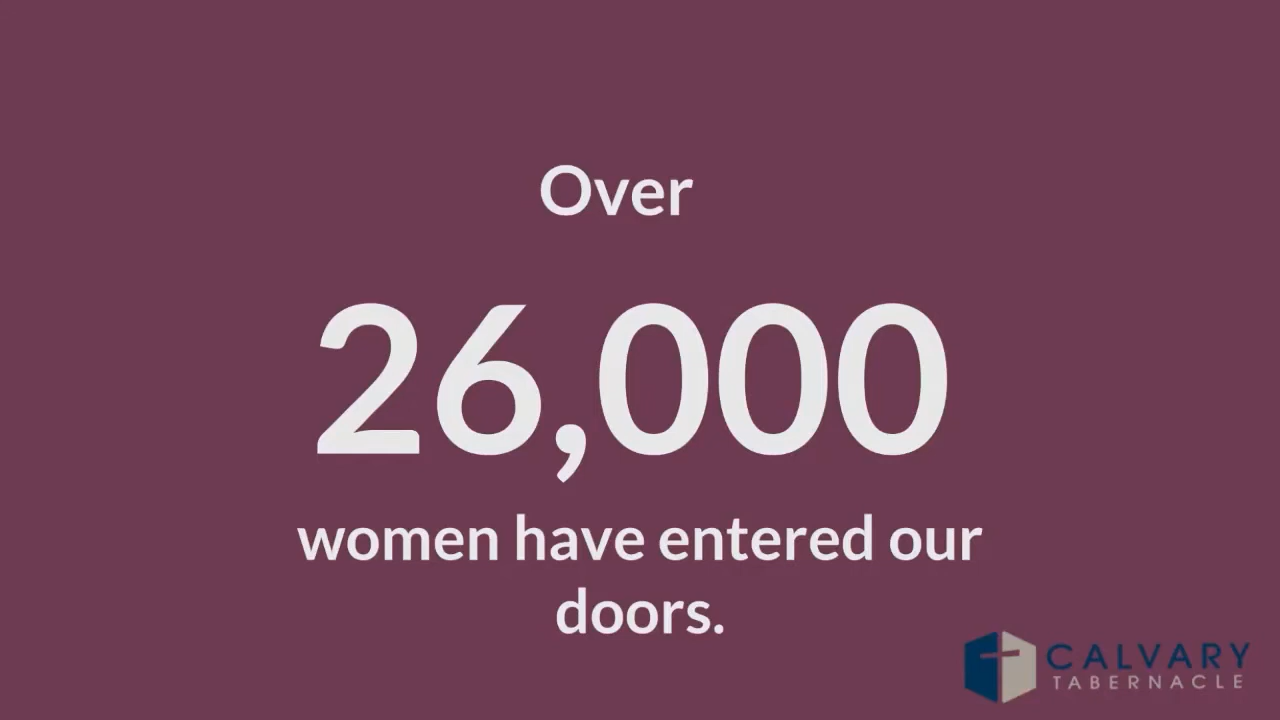 Over
26,000
women have entered our
doors.
CALVARY
TABERNACLE